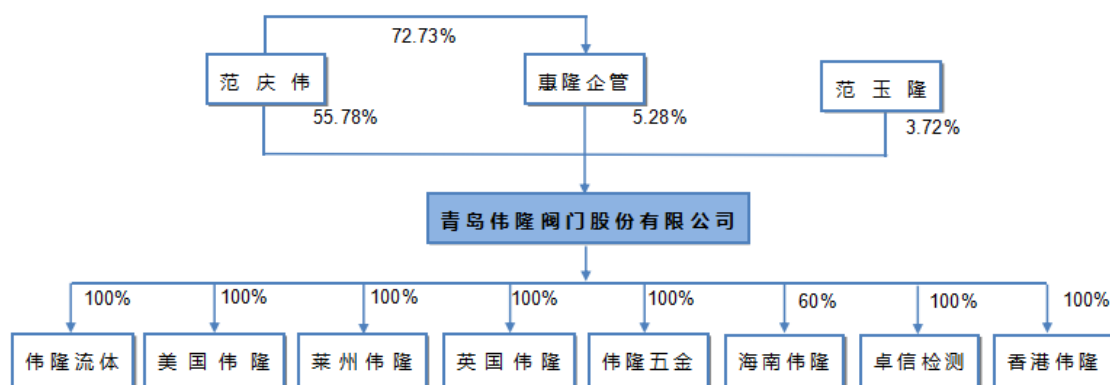 72.73%
范庆伟
惠隆企管
范玉隆
55.78%
5.28%
3.72%
青岛伟隆阀门股份有限公司
100%
100%
100%
100%
100%
60%
100%
100%
伟隆流体
美国伟隆
莱州伟隆
英国伟隆
伟隆五金
海南伟隆
卓信检测
香港伟隆